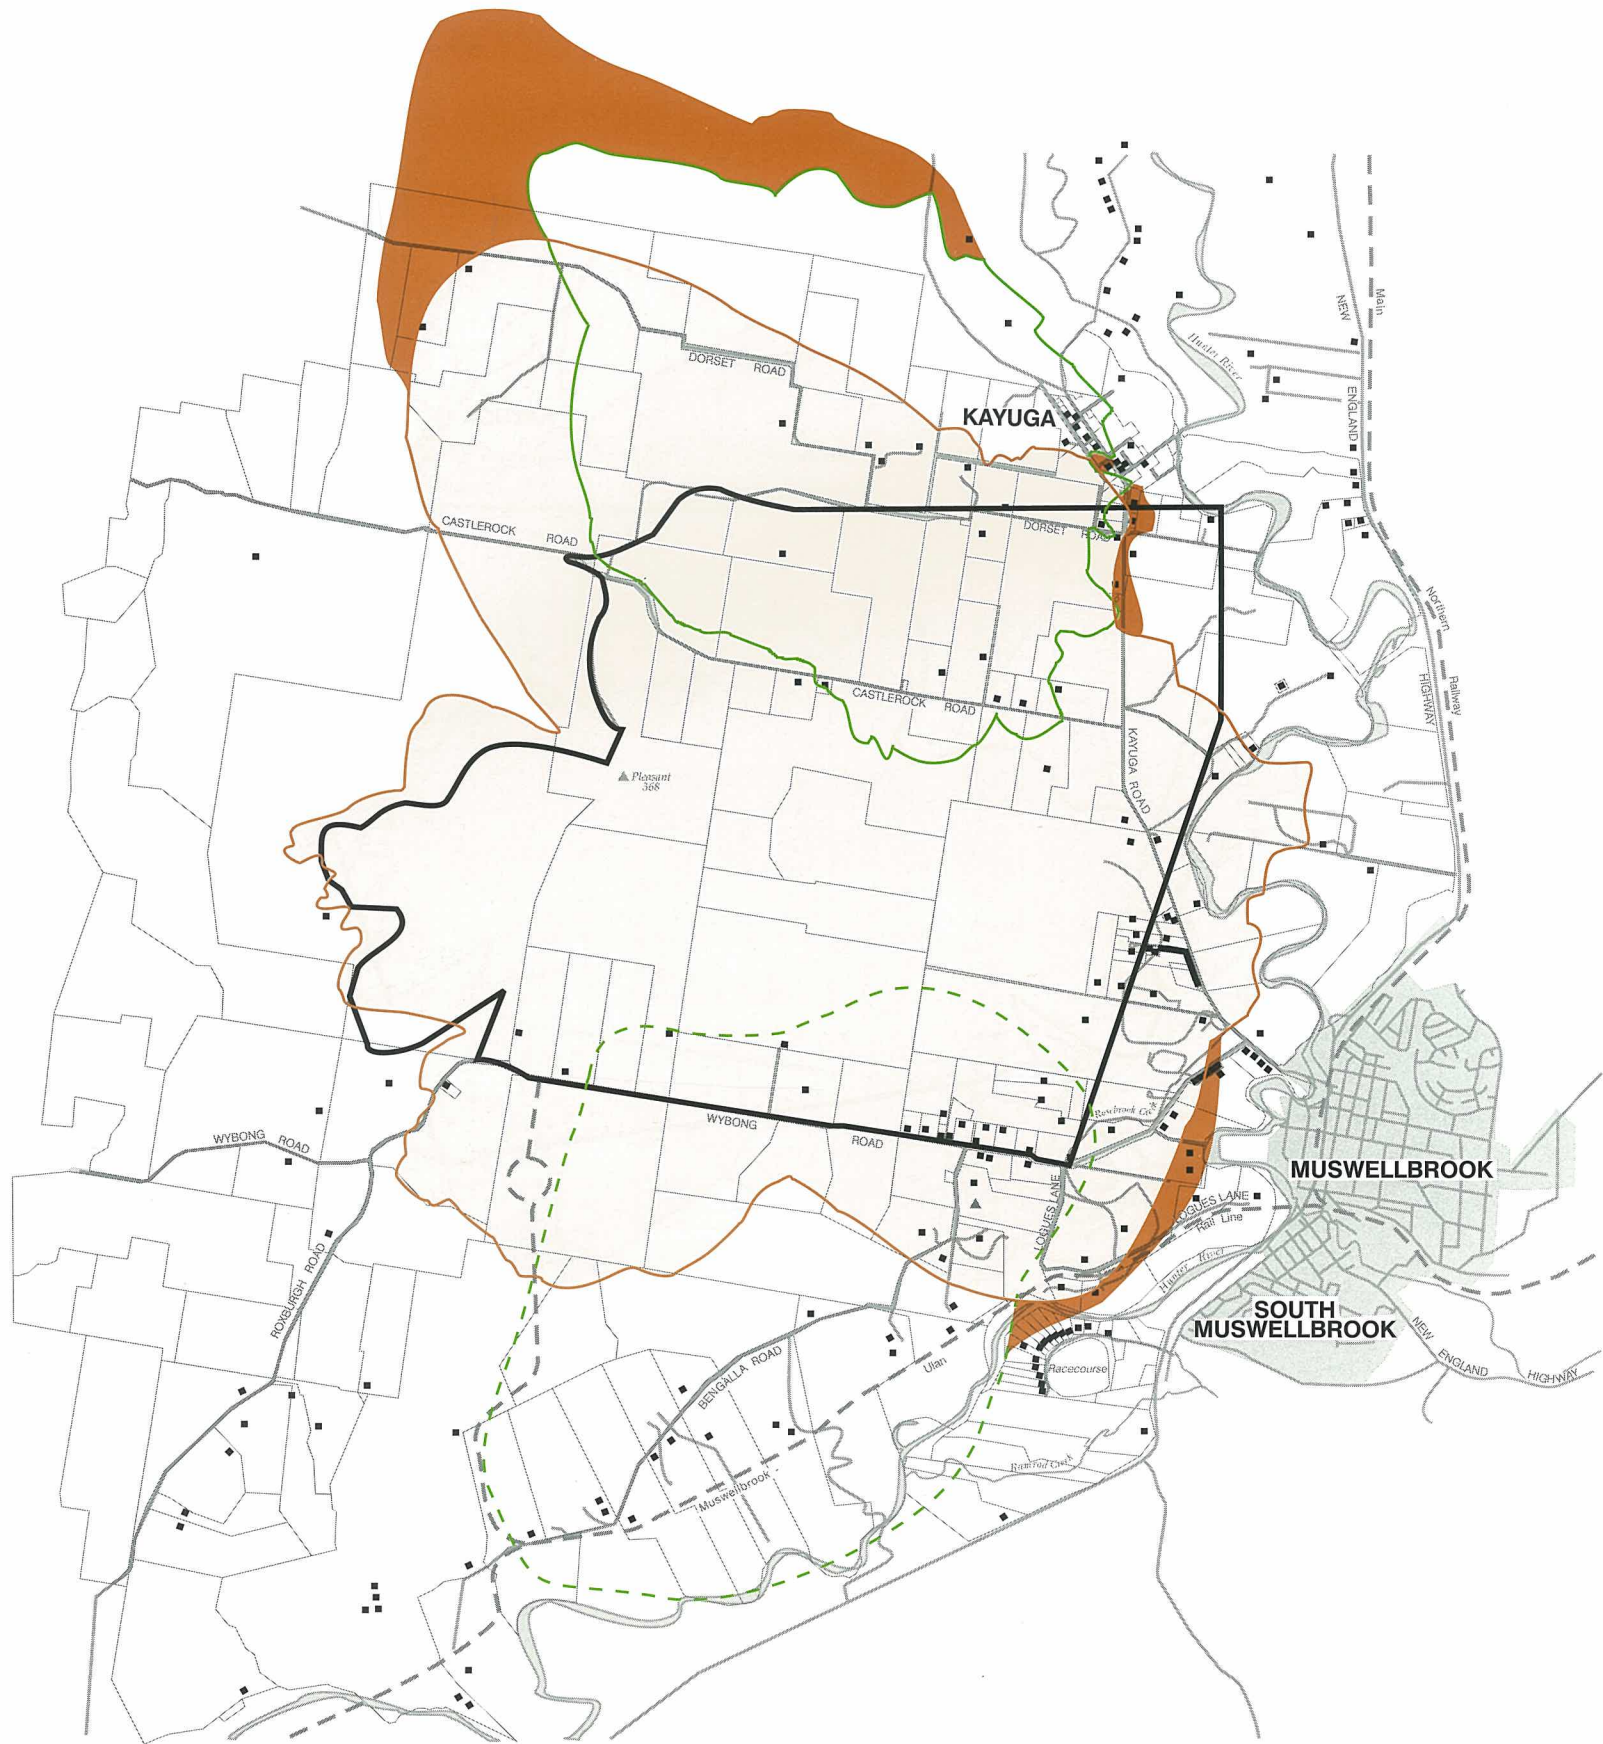 Main
NEW
Hunter River
DORSET ROAD
ENGLAND
KAYUGA
CASTLEROCK ROAD
DORSET ROAD
Northern
Railway
HIGHWAY
CASTLEROCK ROAD
KAYUGA ROAD
Pleasant
368
WYBONG ROAD
Rosebrook Creek
WYBONG ROAD
MUSWELLBROOK
LOGUES LANE
LOGUES LANE
Rail Line
Hunter River
ROXBURGH ROAD
SOUTH
MUSWELLBROOK
NEW
ENGLAND
HIGHWAY
BENGALLA ROAD
Ulan
Racecourse
Muswellbrook